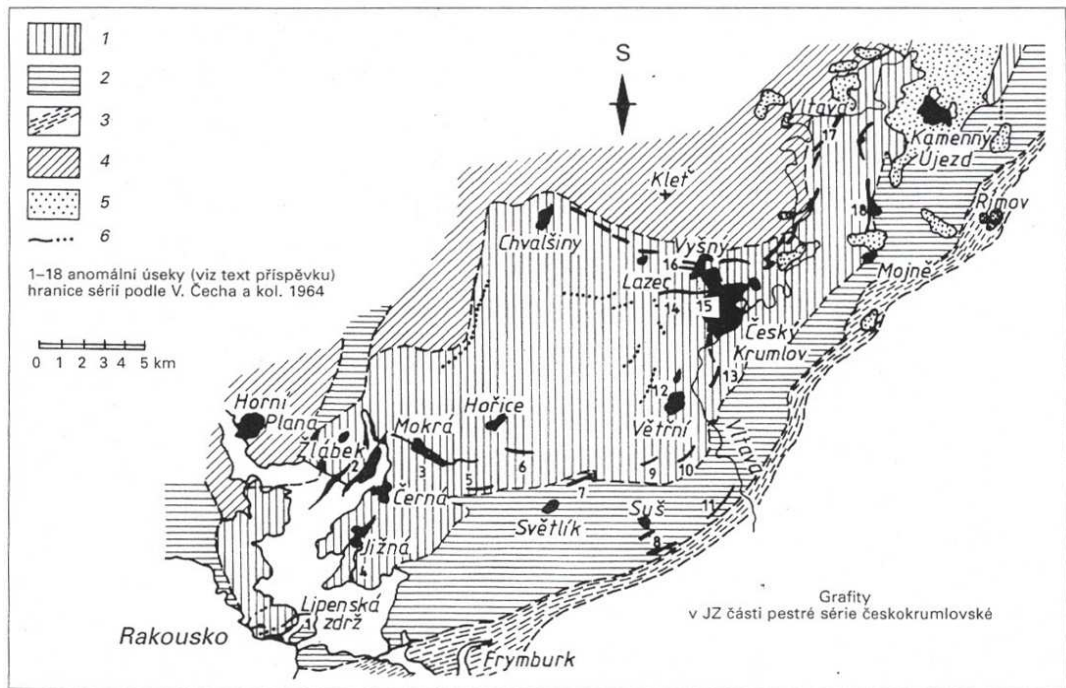 1
2
3
4
5
6
1–18 anomální úseky (viz text příspěvku)
hranice sérií podle V. Čecha a kol. 1964
0 1 2 3 4 5 km
S
Vltava
17
Kamenný
Újezd
Kleť
18
Římov
Chvalšiny
Vyšný
16
Lazec
Mojné
14
15
Český
Krumlov
13
Horní
Plana
Hořice
12
Mokrá
Větřní
Žlábek
2
3
6
9
10
Vltava
5
7
Černá
11
Světlík
Suš
Jižná
8
4
Lipenská
zdrž
1
Rakousko
Frymburk
Grafity
v JZ části pestré série českokrumlovské